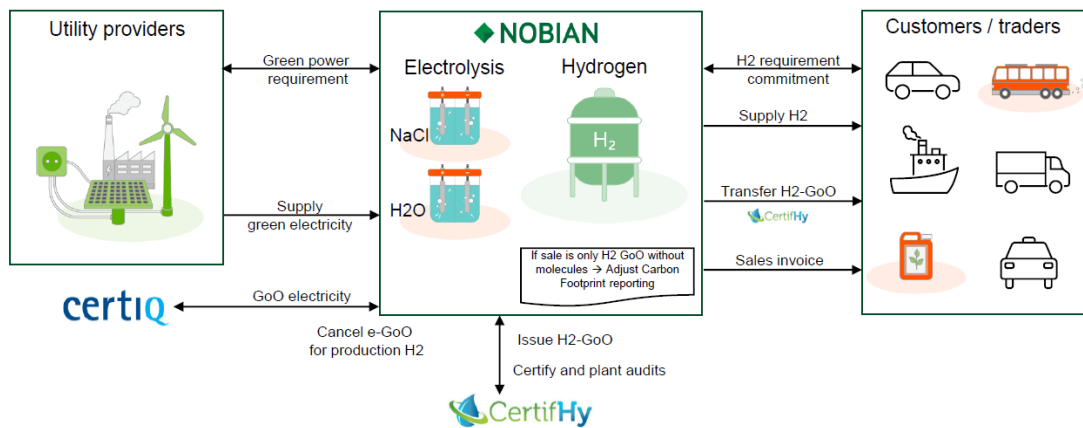 Utility providers
NOBIAN
Customers / traders
Green power
requirement
Electrolysis
Hydrogen
H2 requirement
commitment
NaCl
H₂
Supply H2
H2O
Supply
green electricity
Transfer H2-GoO
CertifHy
If sale is only H2 GoO without
molecules → Adjust Carbon
Footprint reporting
Sales invoice
certiQ
GoO electricity
Cancel e-GoO
for production H2
Issue H2-GoO
Certify and plant audits
CertifHy